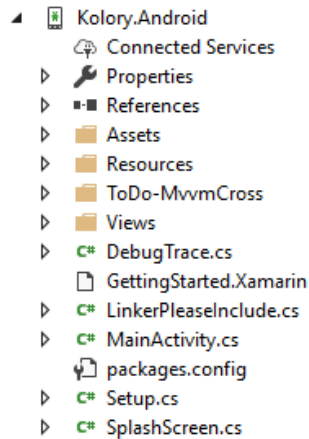 Kolory.Android
Connected Services
Properties
References
Assets
Resources
ToDo-MvvmCross
Views
C# DebugTrace.cs
GettingStarted.Xamarin
C# LinkerPleaseInclude.cs
C# MainActivity.cs
packages.config
C# Setup.cs
C# SplashScreen.cs